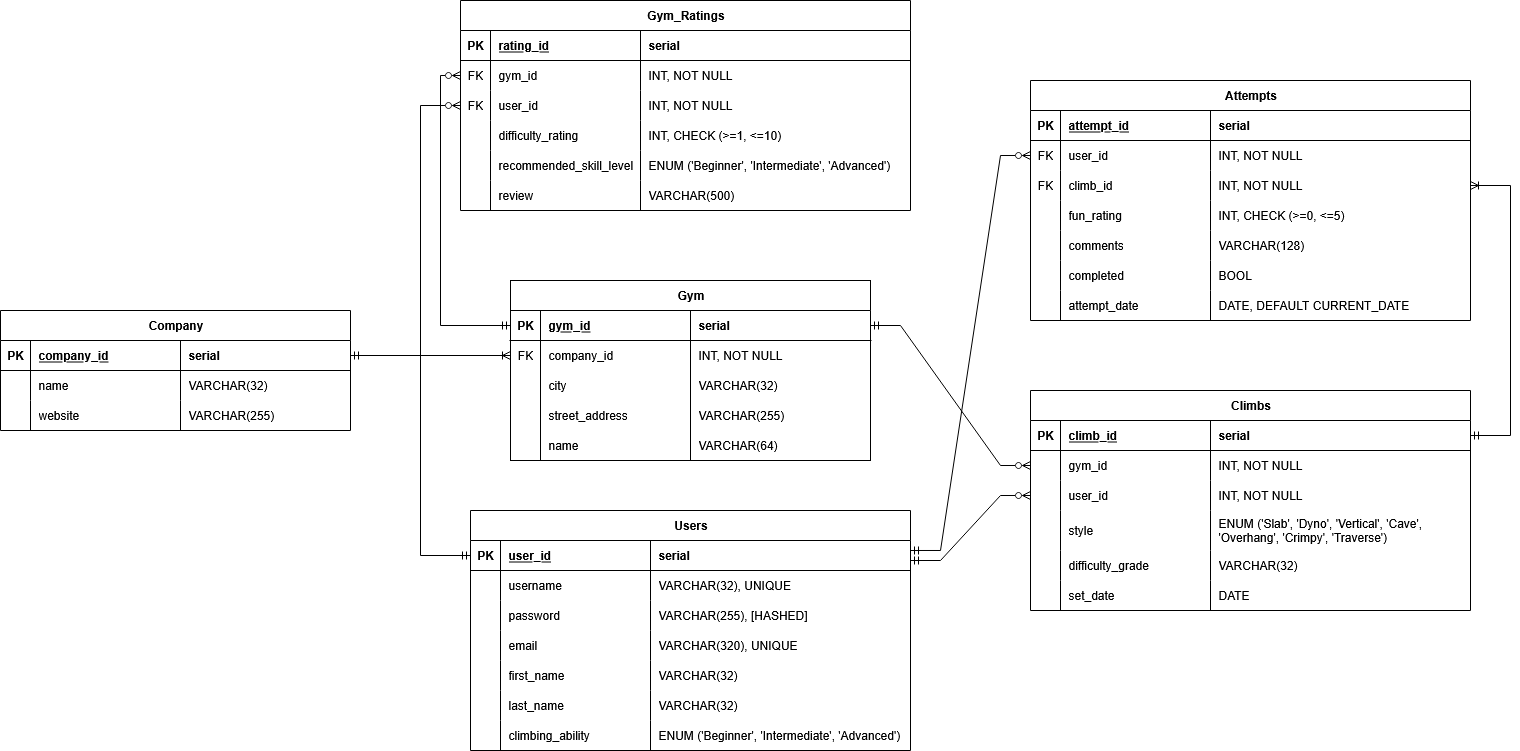 Gym_Ratings
PK rating_id serial
FK gym_id INT, NOT NULL
FK user_id INT, NOT NULL
difficulty_rating INT, CHECK (>=1, <=10)
recommended_skill_level ENUM ('Beginner', 'Intermediate', 'Advanced')
review VARCHAR(500)
Attempts
PK attempt_id serial
FK user_id INT, NOT NULL
FK climb_id INT, NOT NULL
fun_rating INT, CHECK (>=0, <=5)
comments VARCHAR(128)
completed BOOL
attempt_date DATE, DEFAULT CURRENT_DATE
Company
PK company_id serial
name VARCHAR(32)
website VARCHAR(255)
Gym
PK gym_id serial
FK company_id INT, NOT NULL
city VARCHAR(32)
street_address VARCHAR(255)
name VARCHAR(64)
Climbs
PK climb_id serial
gym_id INT, NOT NULL
user_id INT, NOT NULL
style ENUM ('Slab', 'Dyno', 'Vertical', 'Cave',
'Overhang', 'Crimpy', 'Traverse')
difficulty_grade VARCHAR(32)
set_date DATE
Users
PK user_id serial
username VARCHAR(32), UNIQUE
password VARCHAR(255), [HASHED]
email VARCHAR(320), UNIQUE
first_name VARCHAR(32)
last_name VARCHAR(32)
climbing_ability ENUM ('Beginner', 'Intermediate', 'Advanced')